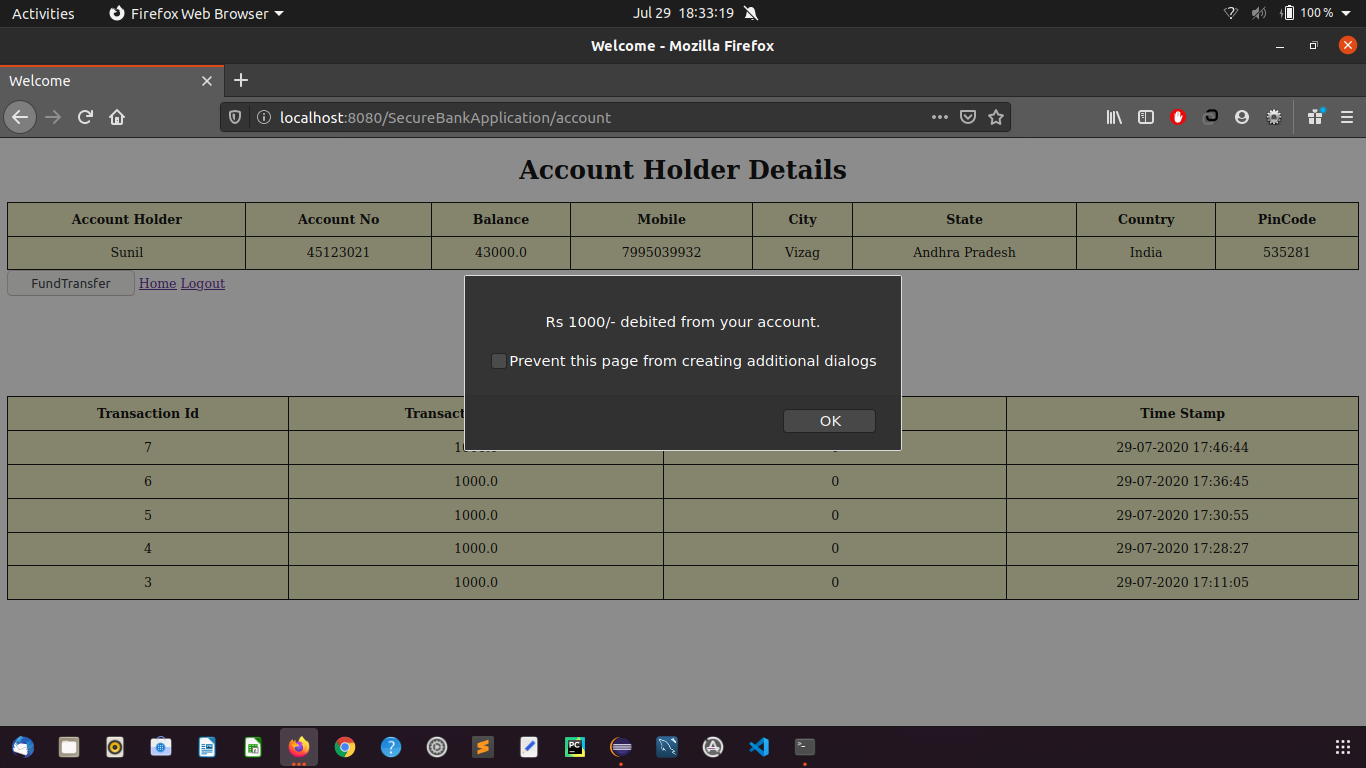 Activities Firefox Web Browser Jul 29 18:33:19 100 %
Welcome - Mozilla Firefox
Welcome
localhost:8080/SecureBankApplication/account
Account Holder Details
Account Holder Account No Balance Mobile City State Country PinCode
Sunil 45123021 43000.0 7995039932 Vizag Andhra Pradesh India 535281
FundTransfer Home Logout
Rs 1000/- debited from your account.
Prevent this page from creating additional dialogs
OK
Transaction Id Time Stamp
7 29-07-2020 17:46:44
6 1000.0 0 29-07-2020 17:36:45
5 1000.0 0 29-07-2020 17:30:55
4 1000.0 0 29-07-2020 17:28:27
3 1000.0 0 29-07-2020 17:11:05